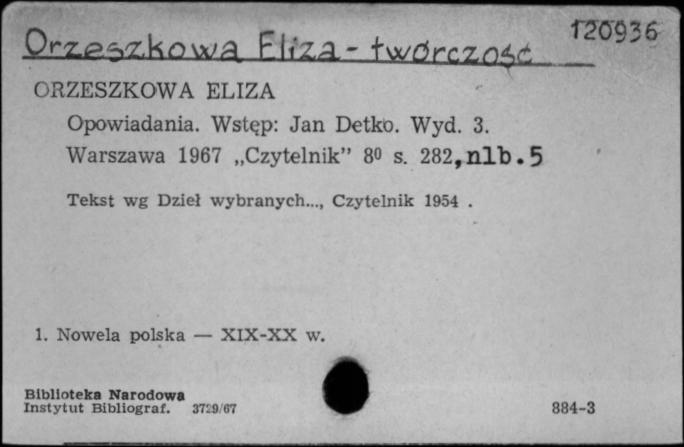 120936
Orzeszkowa Eliza - twórczość
ORZESZKOWA ELIZA
Opowiadania. Wstęp: Jan Detko. Wyd. 3.
Warszawa 1967 „Czytelnik” 8⁰ s. 282, nlb. 5
Tekst wg Dzieł wybranych..., Czytelnik 1954 .
1. Nowela polska — XIX-XX w.
Biblioteka Narodowa
Instytut Bibliograf. 3729/67
884-3